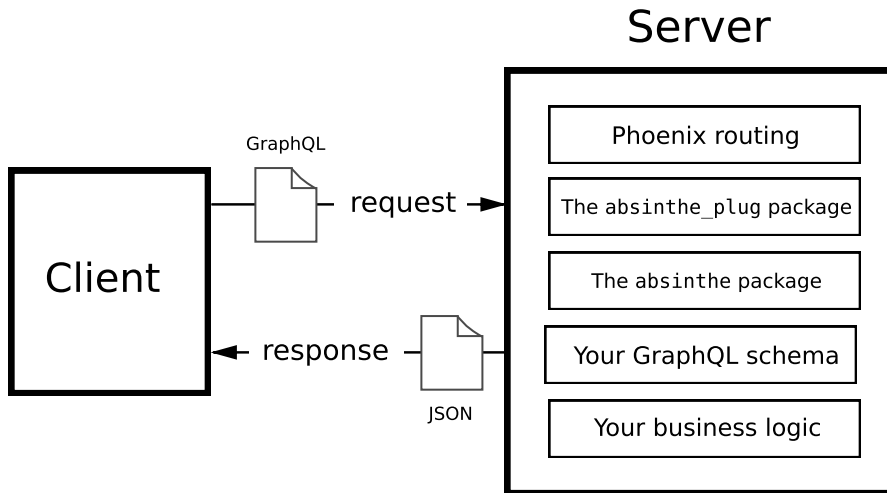 Server
Phoenix routing
GraphQL
The absinthe_plug package
request
Client
The absinthe package
response
Your GraphQL schema
JSON
Your business logic